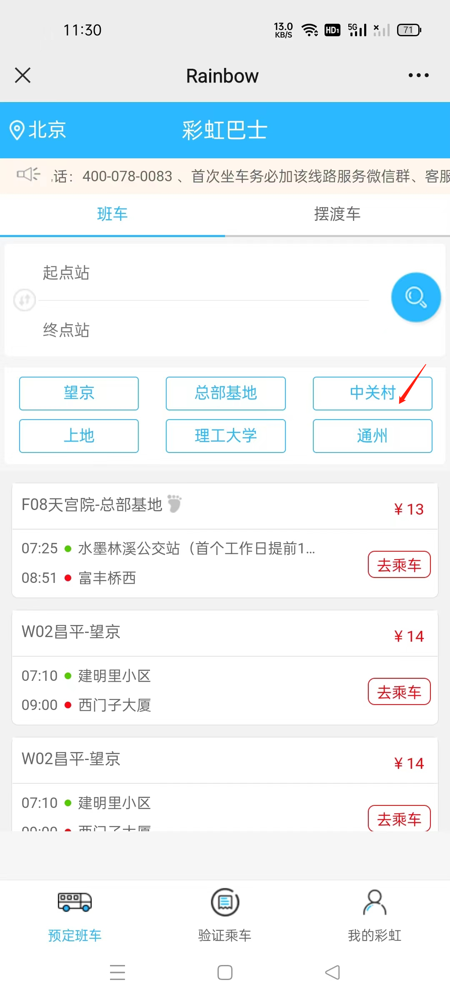 11:30
13.0
KB/S
HD1
5G
71
Rainbow
北京
彩虹巴士
话：400-078-0083 、首次坐车务必加该线路服务微信群、客服
班车
摆渡车
起点站
终点站
望京
总部基地
中关村
上地
理工大学
通州
F08天宫院-总部基地
¥ 13
07:25 水墨林溪公交站（首个工作日提前1...
08:51 富丰桥西
去乘车
W02昌平-望京
¥ 14
07:10 建明里小区
09:00 西门子大厦
去乘车
W02昌平-望京
¥ 14
07:10 建明里小区
09:00 西门子大厦
去乘车
预定班车
验证乘车
我的彩虹